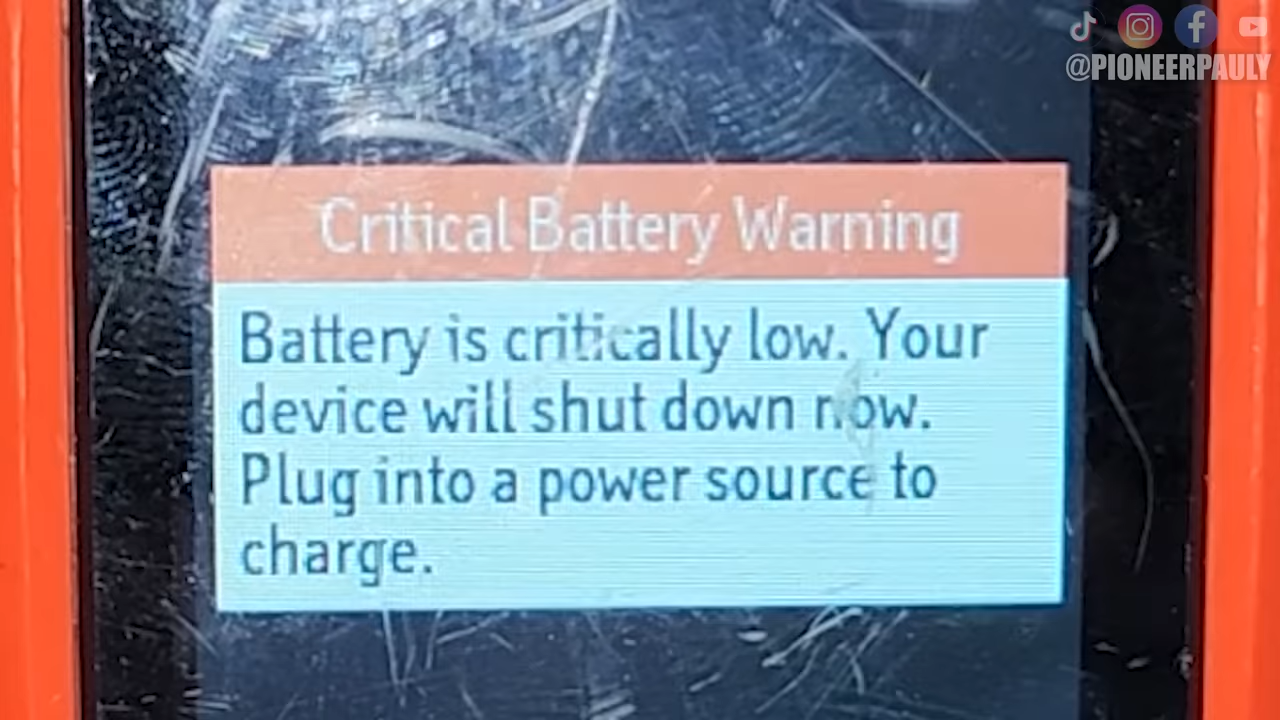 @PIONEERPAULY
Critical Battery Warning
Battery is critically low. Your
device will shut down now.
Plug into a power source to
charge.